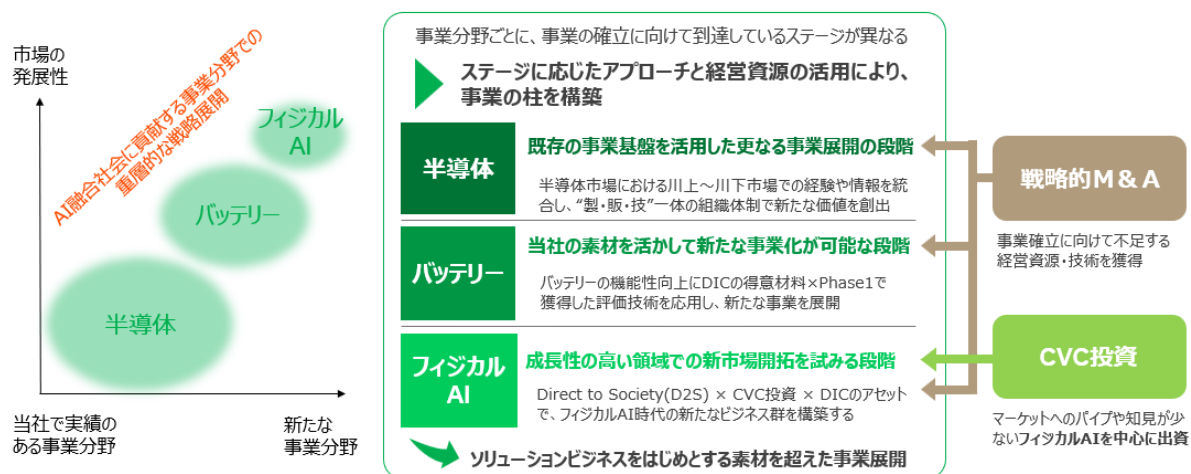 市場の
発展性
AI融合社会に貢献する事業分野での
重層的な戦略展開
フィジカル
AI
バッテリー
半導体
当社で実績の
ある事業分野
新たな
事業分野
事業分野ごとに、事業の確立に向けて到達しているステージが異なる
ステージに応じたアプローチと経営資源の活用により、
事業の柱を構築
半導体
既存の事業基盤を活用した更なる事業展開の段階
半導体市場における川上～川下市場での経験や情報を統
合し、“製・販・技”一体の組織体制で新たな価値を創出
バッテリー
当社の素材を活かして新たな事業化が可能な段階
バッテリーの機能性向上にDICの得意材料×Phase1で
獲得した評価技術を応用し、新たな事業を展開
フィジカル
AI
成長性の高い領域での新市場開拓を試みる段階
Direct to Society(D2S) × CVC投資 × DICのアセット
で、フィジカルAI時代の新たなビジネス群を構築する
ソリューションビジネスをはじめとする素材を超えた事業展開
戦略的M＆A
事業確立に向けて不足する
経営資源・技術を獲得
CVC投資
マーケットへのパイプや知見が少
ないフィジカルAIを中心に出資